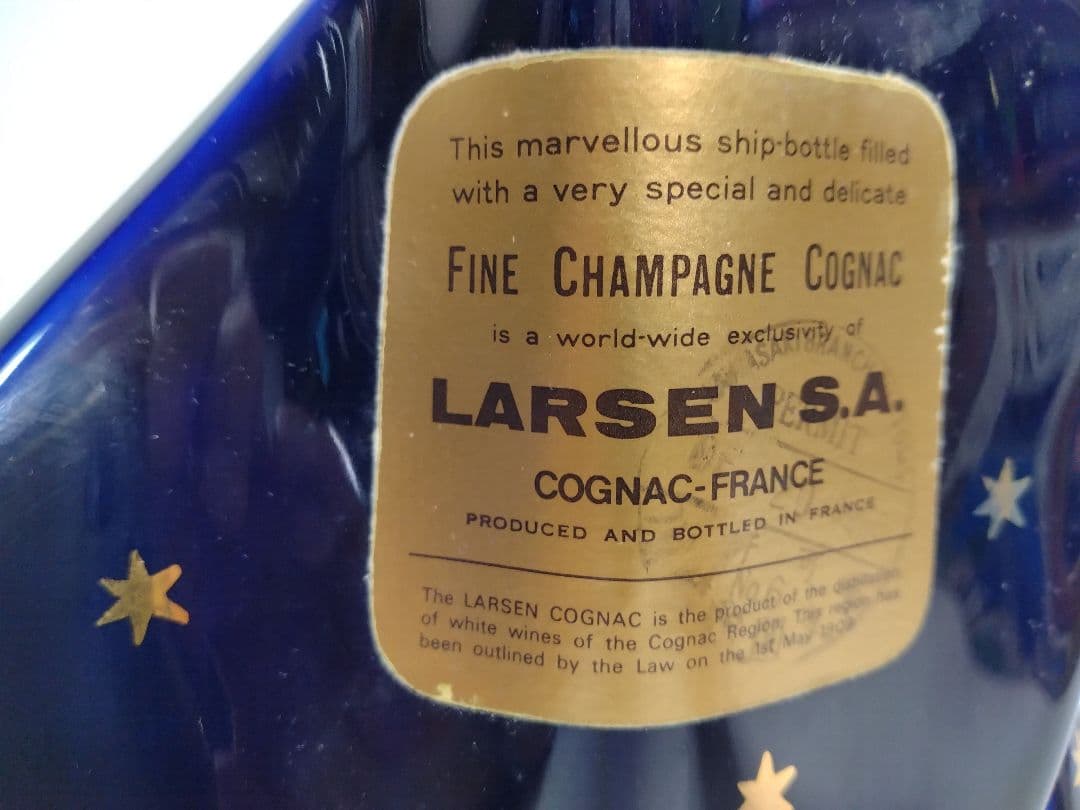 This marvellous ship-bottle filled
with a very special and delicate
FINE CHAMPAGNE COGNAC
is a world-wide exclusivity of
LARSEN S.A.
COGNAC-FRANCE
PRODUCED AND BOTTLED IN FRANCE
The LARSEN COGNAC is the product of the distillation
of white wines of the Cognac Region. This region has
been outlined by the Law on the 1st May 1909
BRANCH
PERMIT